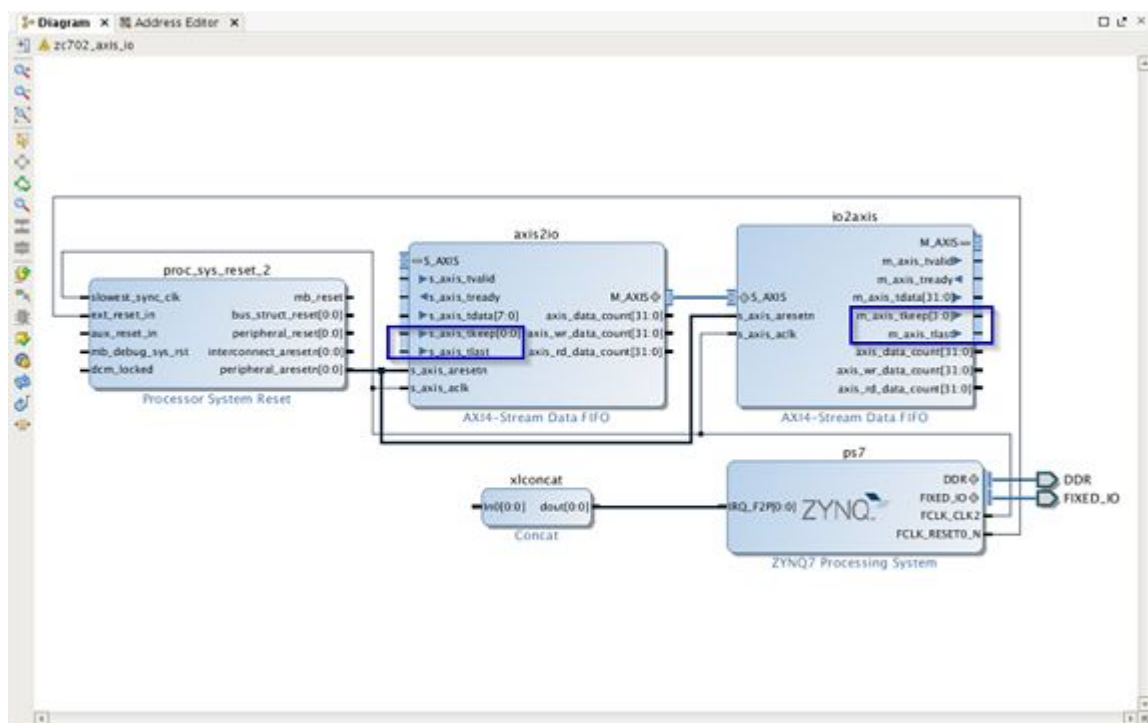 Diagram × Address Editor ×
zc702_axis_io
io2axis
axis2io
M_AXIS
S_AXIS
m_axis_tvalid
proc_sys_reset_2
s_axis_tvalid
m_axis_tready
slowest_sync_clk
mb_reset
s_axis_tready
M_AXIS
S_AXIS
m_axis_tdata[31:0]
ext_reset_in
bus_struct_reset[0:0]
s_axis_tdata[7:0]
axis_data_count[31:0]
s_axis_aresetn
m_axis_tkeep[3:0]
aux_reset_in
peripheral_reset[0:0]
s_axis_tkeep[0:0]
axis_wr_data_count[31:0]
s_axis_aclk
m_axis_tlast
mb_debug_sys_rst
interconnect_aresetn[0:0]
s_axis_tlast
axis_rd_data_count[31:0]
axis_data_count[31:0]
dcm_locked
peripheral_aresetn[0:0]
s_axis_aresetn
axis_wr_data_count[31:0]
s_axis_aclk
axis_rd_data_count[31:0]
Processor System Reset
AXI4-Stream Data FIFO
AXI4-Stream Data FIFO
ps7
xlconcat
DDR
DDR
In0[0:0]
dout[0:0]
IRQ_F2P[0:0]
ZYNQ
FIXED_IO
FIXED_IO
FCLK_CLK2
Concat
FCLK_RESET0_N
ZYNQ7 Processing System